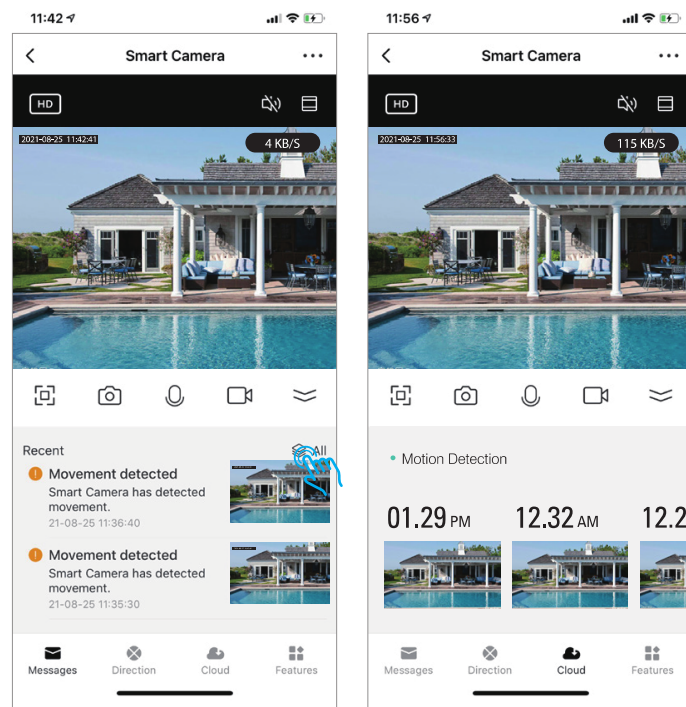 11:42
Smart Camera
HD
2021-08-25 11:42:41
4 KB/S
Recent
All
Movement detected
Smart Camera has detected
movement.
21-08-25 11:36:40
Movement detected
Smart Camera has detected
movement.
21-08-25 11:35:30
Messages
Direction
Cloud
Features
11:56
Smart Camera
HD
2021-08-25 11:56:33
115 KB/S
Motion Detection
01.29 PM
12.32 AM
12.2
Messages
Direction
Cloud
Features